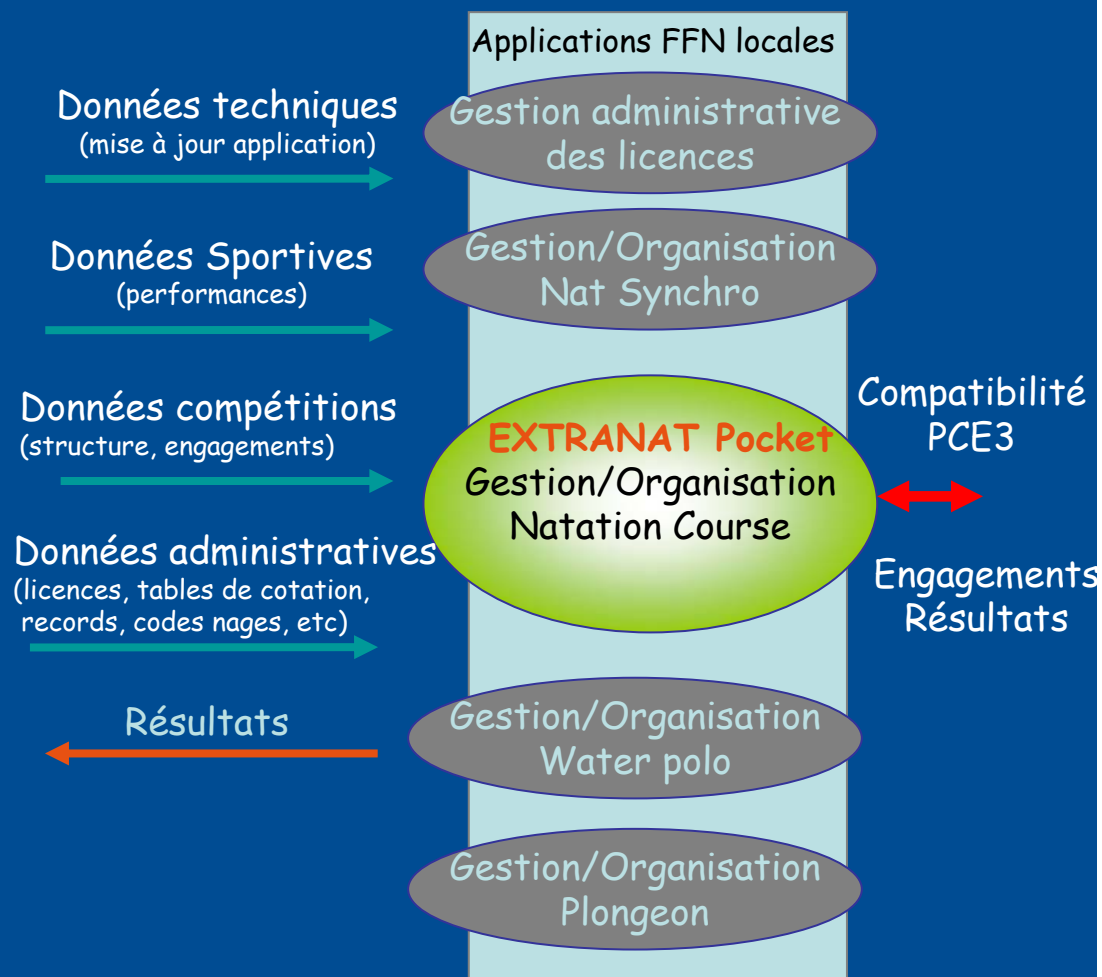 Applications FFN locales
Données techniques
(mise à jour application)
Gestion administrative
des licences
Données Sportives
(performances)
Gestion/Organisation
Nat Synchro
Données compétitions
(structure, engagements)
EXTRANAT Pocket
Gestion/Organisation
Natation Course
Compatibilité
PCE3
Données administratives
(licences, tables de cotation,
records, codes nages, etc)
Engagements
Résultats
Résultats
Gestion/Organisation
Water polo
Gestion/Organisation
Plongeon